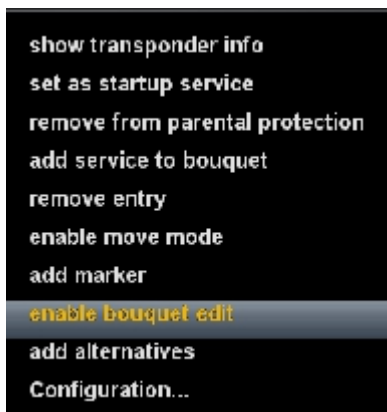 show transponder info
set as startup service
remove from parental protection
add service to bouquet
remove entry
enable move mode
add marker
enable bouquet edit
add alternatives
Configuration...